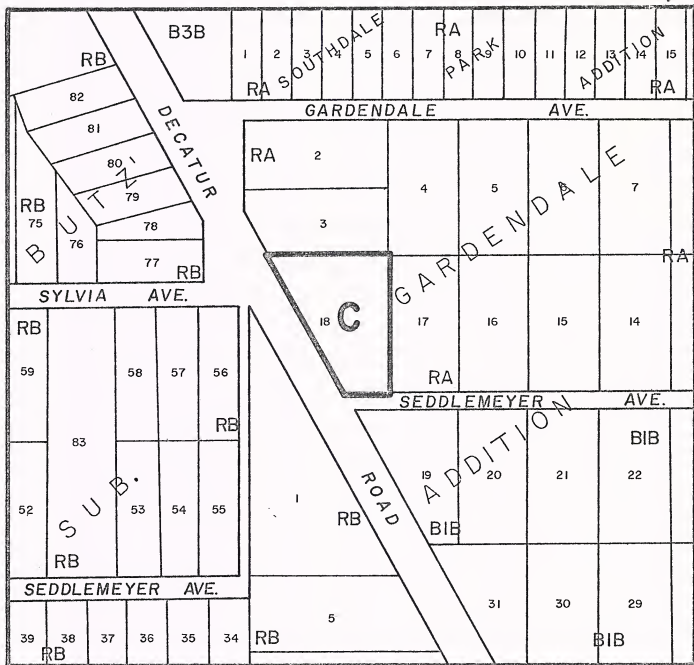 B3B
RB
RA
1 2 3 4 5 6 7 8 9 10 11 12 13 14 15
SOUTHDALE PARK ADDITION
RA
RA
GARDENDALE AVE.
DECATUR
82
81
80
79
78
77
RB
75
76
RB
BUTZ'
RA
2
3
4
5
6
7
GARDENDALE
RA
SYLVIA AVE.
18
C
17
16
15
14
RA
SEDDLEMEYER AVE.
RB
59
58
57
56
RB
83
52
53
54
55
SUB.
RB
1
RB
ROAD
ADDITION
19
20
21
22
B1B
B1B
SEDDLEMEYER AVE.
39 38 37 36 35 34
RB
5
RB
31
30
29
B1B